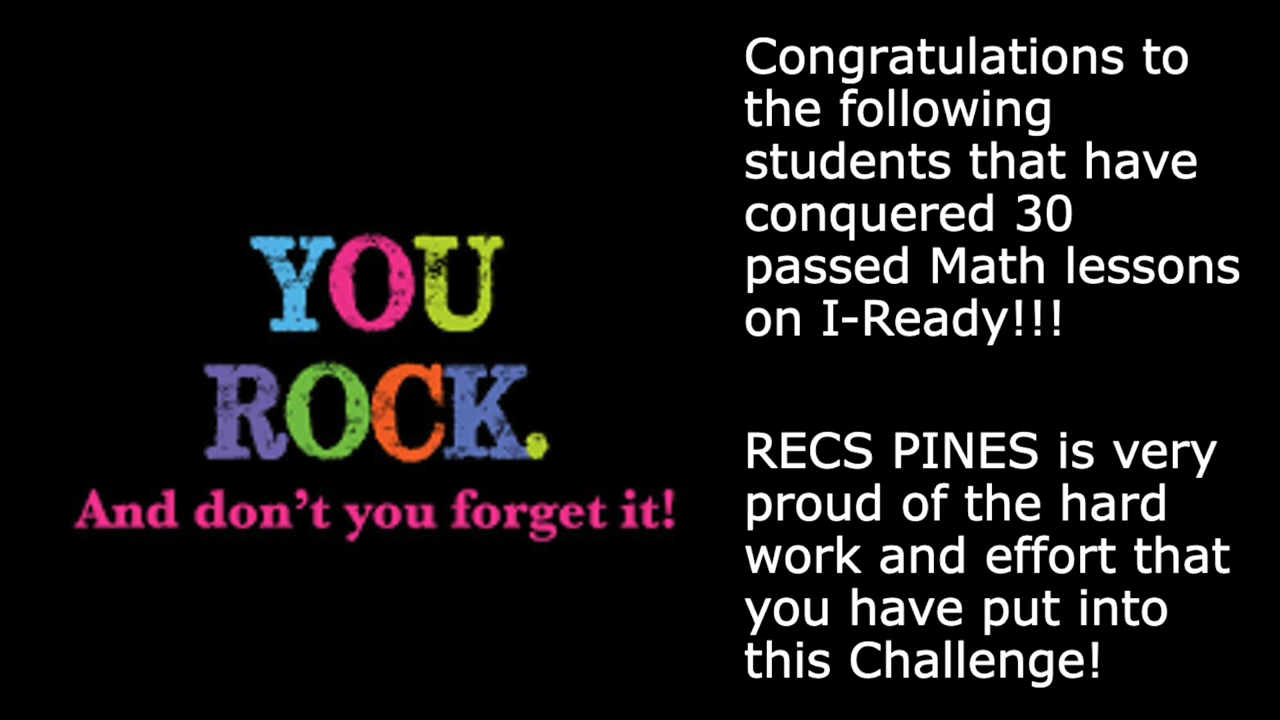 YOU
ROCK.
And don't you forget it!
Congratulations to
the following
students that have
conquered 30
passed Math lessons
on I-Ready!!!
RECS PINES is very
proud of the hard
work and effort that
you have put into
this Challenge!